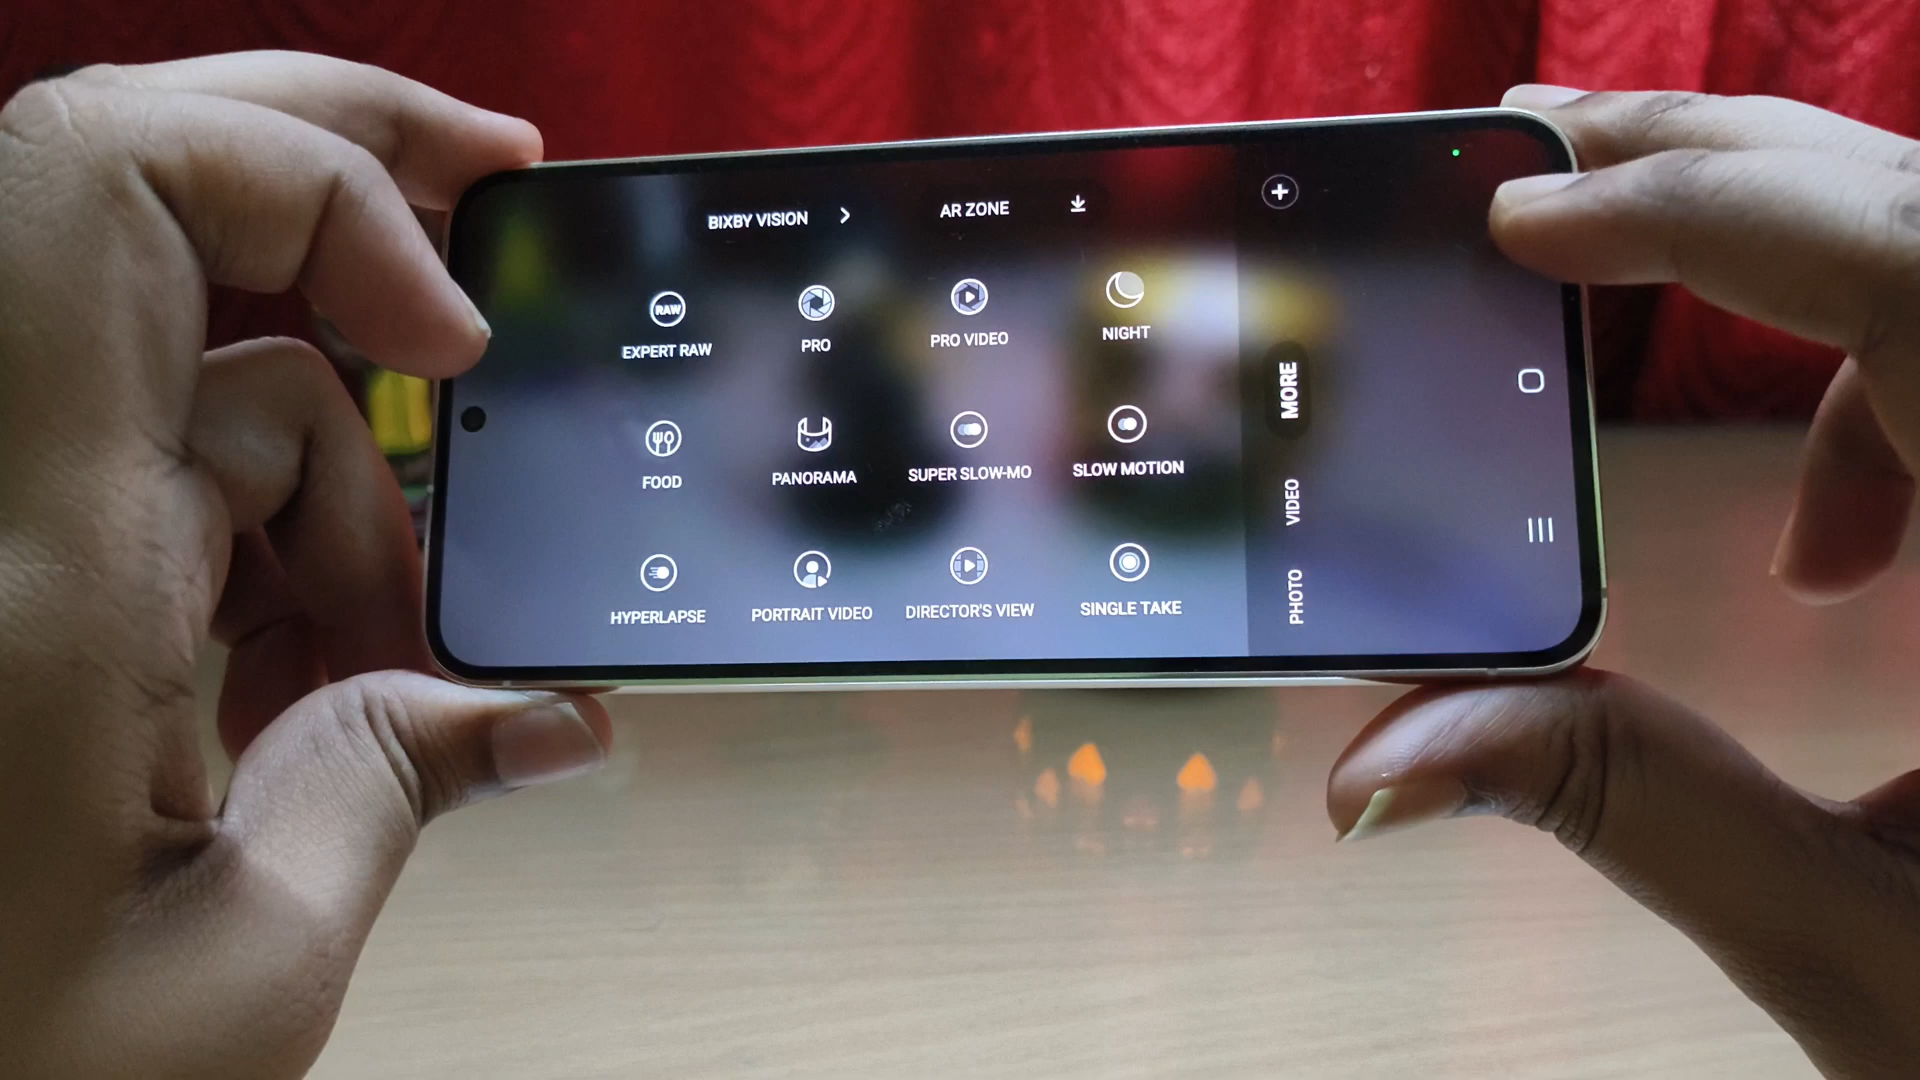 BIXBY VISION
AR ZONE
RAW
EXPERT RAW
PRO
PRO VIDEO
NIGHT
FOOD
PANORAMA
SUPER SLOW-MO
SLOW MOTION
HYPERLAPSE
PORTRAIT VIDEO
DIRECTOR'S VIEW
SINGLE TAKE
MORE
VIDEO
PHOTO